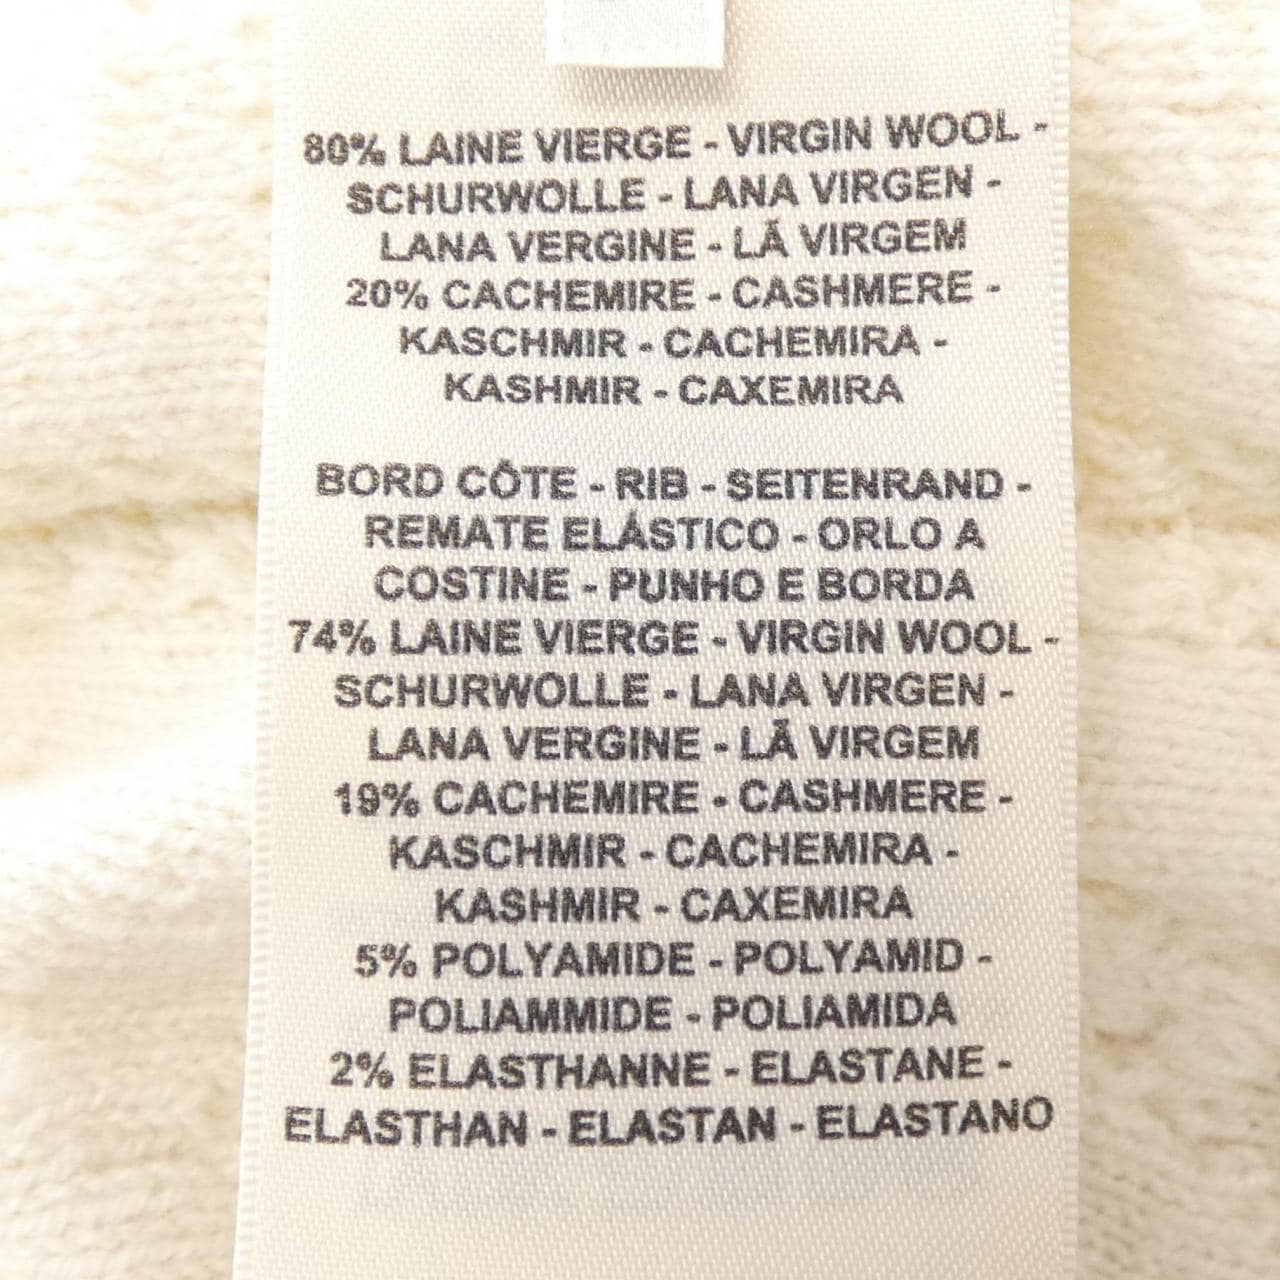 80% LAINE VIERGE - VIRGIN WOOL -
SCHURWOLLE - LANA VIRGEN -
LANA VERGINE - LÃ VIRGEM
20% CACHEMIRE - CASHMERE -
KASCHMIR - CACHEMIRA -
KASHMIR - CAXEMIRA
BORD CÔTE - RIB - SEITENRAND -
REMATE ELÁSTICO - ORLO A
COSTINE - PUNHO E BORDA
74% LAINE VIERGE - VIRGIN WOOL -
SCHURWOLLE - LANA VIRGEN -
LANA VERGINE - LÃ VIRGEM
19% CACHEMIRE - CASHMERE -
KASCHMIR - CACHEMIRA -
KASHMIR - CAXEMIRA
5% POLYAMIDE - POLYAMID -
POLIAMMIDE - POLIAMIDA
2% ELASTHANNE - ELASTANE -
ELASTHAN - ELASTAN - ELASTANO